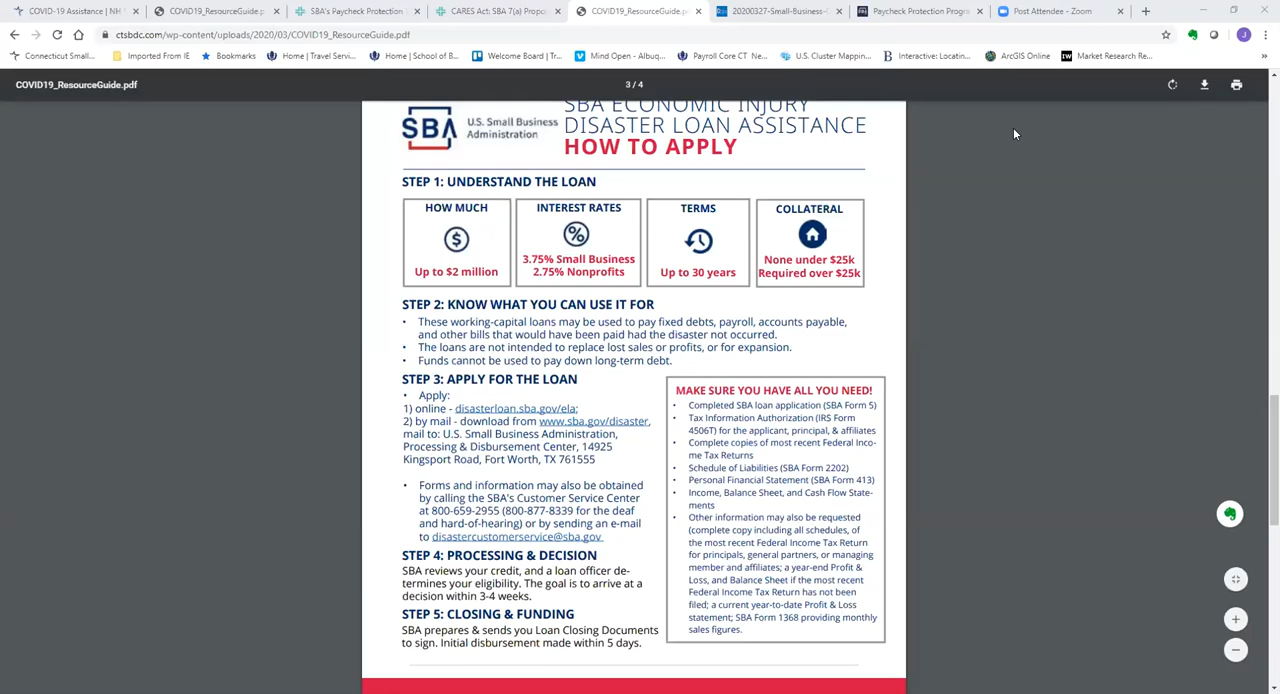 COVID-19 Assistance | NH
COVID19_ResourceGuide.p
SBA's Paycheck Protection
CARES Act: SBA 7(a) Propo
COVID19_ResourceGuide.p
20200327-Small-Business-
Paycheck Protection Progr
Post Attendee - Zoom
ctsbdc.com/wp-content/uploads/2020/03/COVID19_ResourceGuide.pdf
Connecticut Small...
Imported From IE
Bookmarks
Home | Travel Servi...
Home | School of B...
Welcome Board | Tr...
Mind Open - Albuq...
Payroll Core CT Ne...
U.S. Cluster Mappin...
Interactive: Locatin...
ArcGIS Online
Market Research Re...
COVID19_ResourceGuide.pdf
3 / 4
SBA
U.S. Small Business
Administration
SBA ECONOMIC INJURY
DISASTER LOAN ASSISTANCE
HOW TO APPLY
STEP 1: UNDERSTAND THE LOAN
HOW MUCH
Up to $2 million
INTEREST RATES
3.75% Small Business
2.75% Nonprofits
TERMS
Up to 30 years
COLLATERAL
None under $25k
Required over $25k
STEP 2: KNOW WHAT YOU CAN USE IT FOR
• These working-capital loans may be used to pay fixed debts, payroll, accounts payable,
and other bills that would have been paid had the disaster not occurred.
• The loans are not intended to replace lost sales or profits, or for expansion.
• Funds cannot be used to pay down long-term debt.
STEP 3: APPLY FOR THE LOAN
• Apply:
1) online - disasterloan.sba.gov/ela;
2) by mail - download from www.sba.gov/disaster,
mail to: U.S. Small Business Administration,
Processing & Disbursement Center, 14925
Kingsport Road, Fort Worth, TX 761555
• Forms and information may also be obtained
by calling the SBA's Customer Service Center
at 800-659-2955 (800-877-8339 for the deaf
and hard-of-hearing) or by sending an e-mail
to disastercustomerservice@sba.gov
STEP 4: PROCESSING & DECISION
SBA reviews your credit, and a loan officer de-
termines your eligibility. The goal is to arrive at a
decision within 3-4 weeks.
STEP 5: CLOSING & FUNDING
SBA prepares & sends you Loan Closing Documents
to sign. Initial disbursement made within 5 days.
MAKE SURE YOU HAVE ALL YOU NEED!
• Completed SBA loan application (SBA Form 5)
• Tax Information Authorization (IRS Form
4506T) for the applicant, principal, & affiliates
• Complete copies of most recent Federal Inco-
me Tax Returns
• Schedule of Liabilities (SBA Form 2202)
• Personal Financial Statement (SBA Form 413)
• Income, Balance Sheet, and Cash Flow State-
ments
• Other information may also be requested
(complete copy including all schedules, of
the most recent Federal Income Tax Return
for principals, general partners, or managing
member and affiliates; a year-end Profit &
Loss, and Balance Sheet if the most recent
Federal Income Tax Return has not been
filed; a current year-to-date Profit & Loss
statement; SBA Form 1368 providing monthly
sales figures.